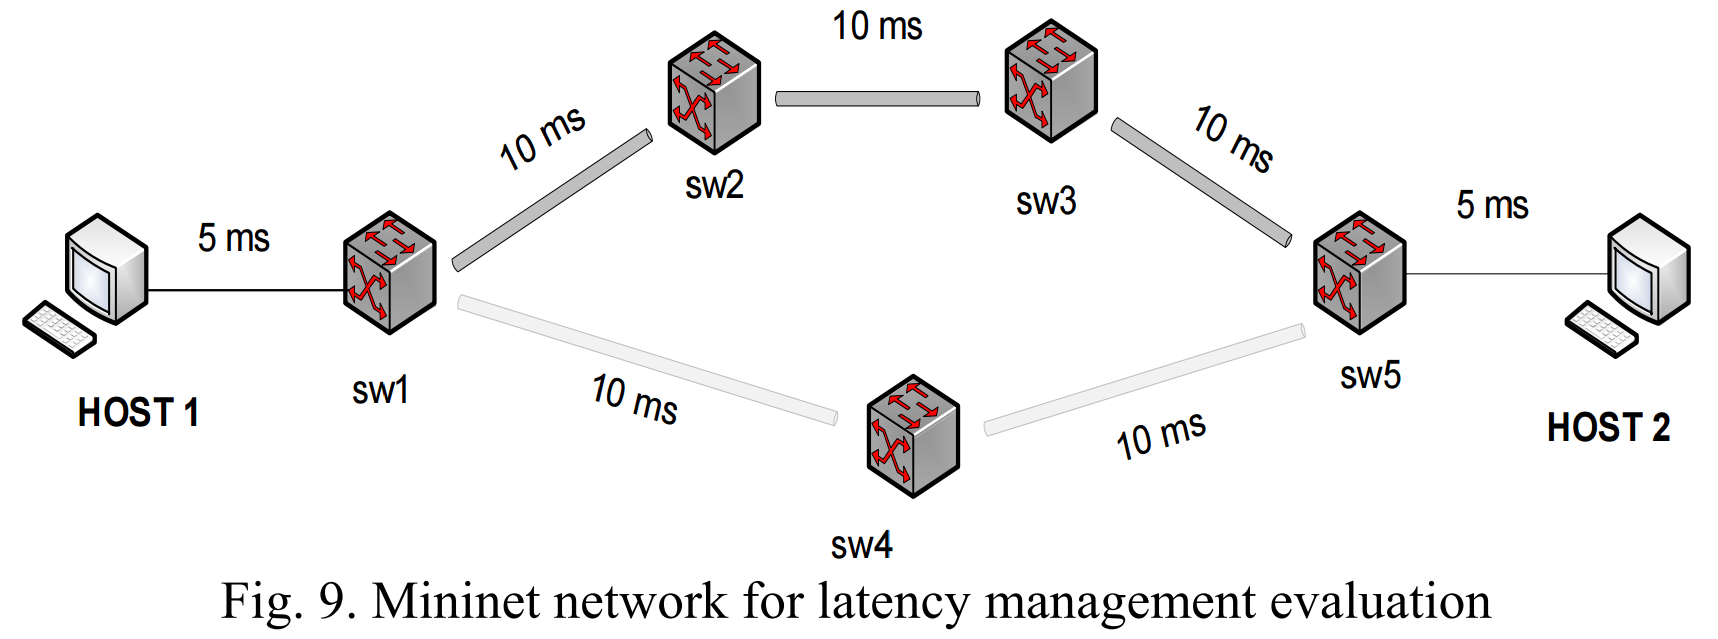 10 ms
10 ms
10 ms
sw2
sw3
5 ms
5 ms
sw1
10 ms
sw5
10 ms
HOST 1
HOST 2
sw4
Fig. 9. Mininet network for latency management evaluation